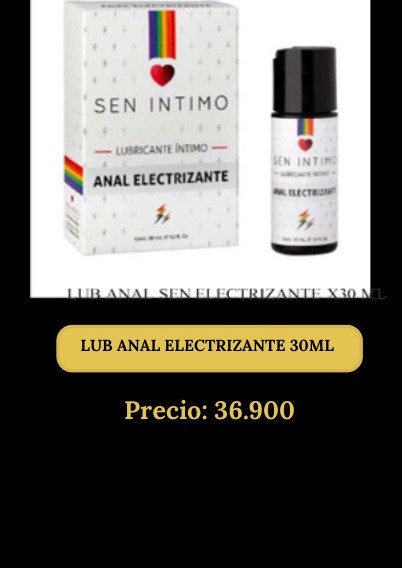 SEN INTIMO
LUBRICANTE ÍNTIMO
ANAL ELECTRIZANTE
SEN INTIMO
LUBRICANTE ÍNTIMO
ANAL ELECTRIZANTE
LUB ANAL SEN ELECTRIZANTE X30 ML
LUB ANAL ELECTRIZANTE 30ML
Precio: 36.900